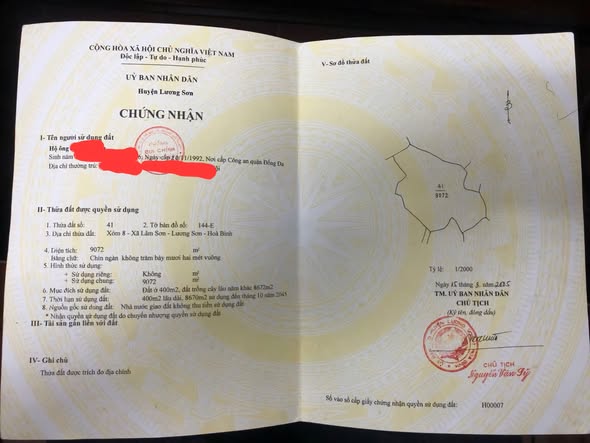 CỘNG HÒA XÃ HỘI CHỦ NGHĨA VIỆT NAM
Độc lập - Tự do - Hạnh phúc
UỶ BAN NHÂN DÂN
Huyện Lương Sơn
CHỨNG NHẬN
I- Tên người sử dụng đất
Hộ ông
Sinh năm Ngày cấp /11/1992, Nơi cấp Công an quận Đống Đa
Địa chỉ thường trú:
II- Thửa đất được quyền sử dụng
1. Thửa đất số: 41 2. Tờ bản đồ số: 144-E
3. Địa chỉ thửa đất: Xóm 8 - Xã Lâm Sơn - Lương Sơn - Hoà Bình
4. Diện tích: 9072 m²
Bằng chữ: Chín ngàn không trăm bảy mươi hai mét vuông
5. Hình thức sử dụng:
+ Sử dụng riêng: Không m²
+ Sử dụng chung: 9072 m²
6. Mục đích sử dụng đất: Đất ở 400m2, đất trồng cây lâu năm khác 8672m2
7. Thời hạn sử dụng đất: 400m2 lâu dài, 8670m2 sử dụng đến tháng 10 năm 2043
8. Nguồn gốc sử dụng đất: Nhà nước giao đất không thu tiền sử dụng đất
* Nhận quyền sử dụng đất do chuyển nhượng quyền sử dụng đất
III- Tài sản gắn liền với đất
IV- Ghi chú
Thửa đất được trích đo địa chính
V- Sơ đồ thửa đất
41
9072
Tỷ lệ: 1/2000
Ngày 15 tháng năm 2005
TM. UỶ BAN NHÂN DÂN
CHỦ TỊCH
(Ký tên, đóng dấu)
CHỦ TỊCH
Nguyễn Văn
Số vào sổ cấp giấy chứng nhận quyền sử dụng đất: H00007